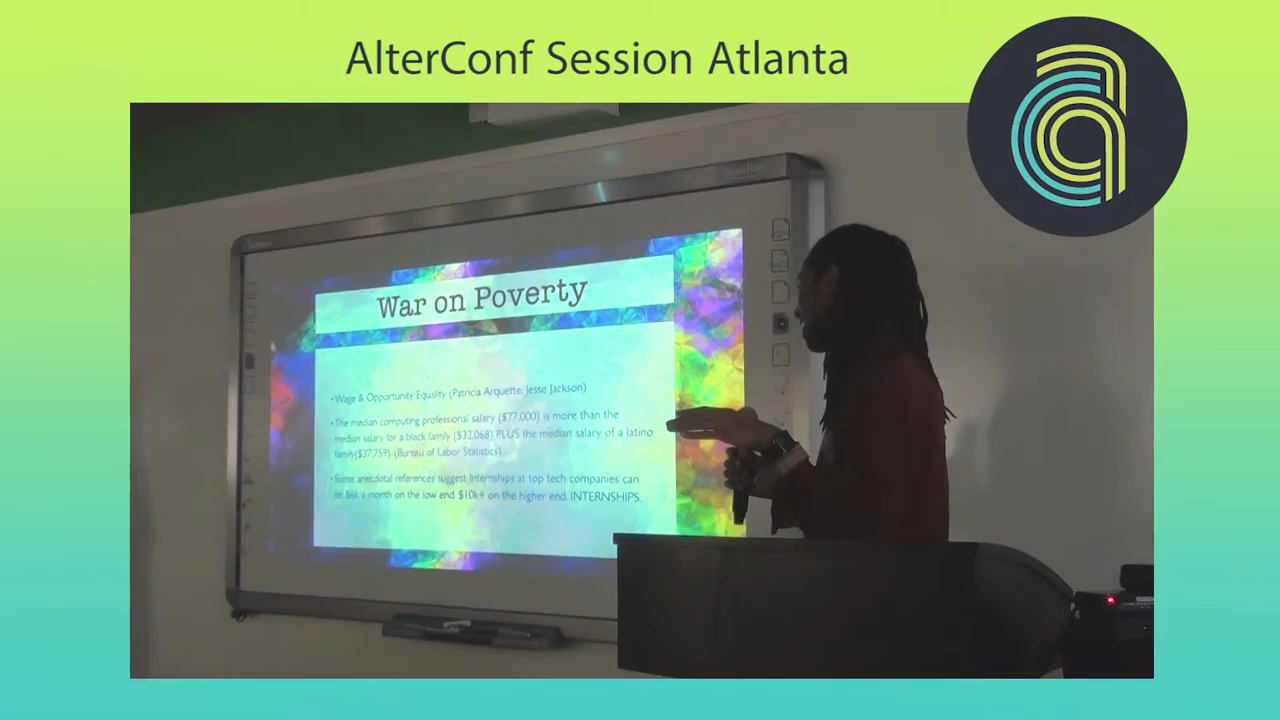 AlterConf Session Atlanta
War on Poverty
• Wage & Opportunity Equality (Patricia Arquette, Jesse Jackson)
• The median computing professional salary ($77,000) is more than the
median salary for a black family ($32,068) PLUS the median salary of a latino
family($37,759). (Bureau of Labor Statistics)
• Some anecdotal references suggest Internships at top tech companies can
be $6k a month on the low end. $10k+ on the higher end. INTERNSHIPS.